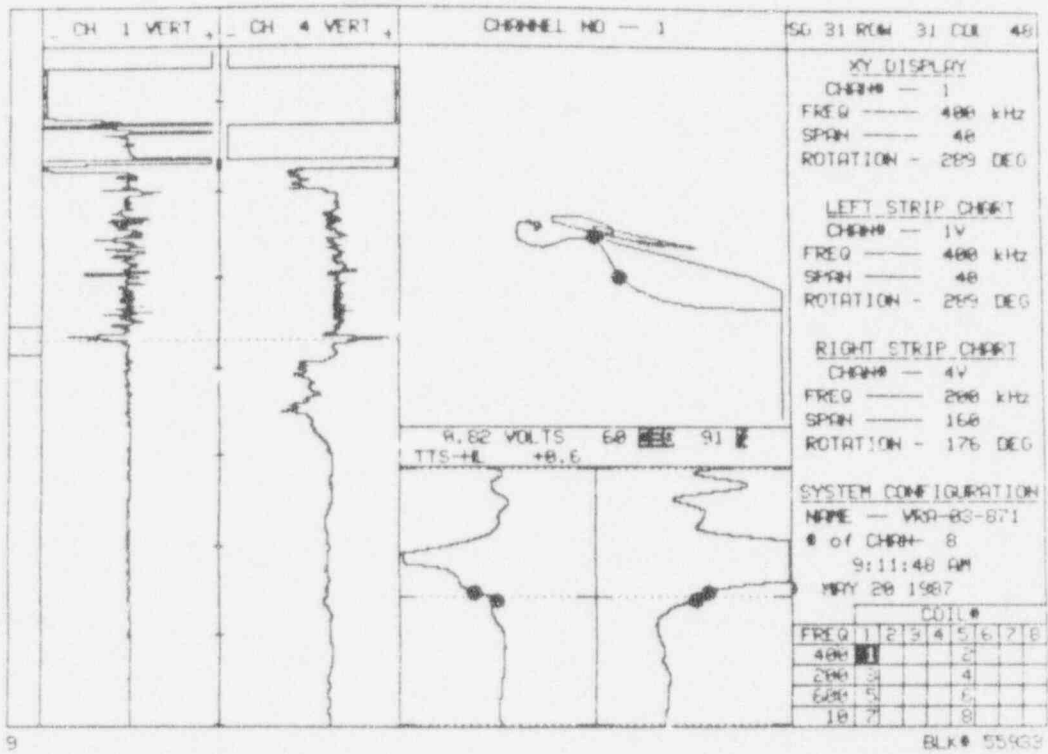 - CH 1 VERT +
- CH 4 VERT +
CHANNEL NO -- 1
SG 31 ROW 31 COL 48
XY DISPLAY
CHAN# -- 1
FREQ ---- 400 kHz
SPAN ---- 40
ROTATION - 289 DEG
LEFT STRIP CHART
CHAN# -- 1V
FREQ ---- 400 kHz
SPAN ---- 40
ROTATION - 289 DEG
RIGHT STRIP CHART
CHAN# -- 4V
FREQ ---- 200 kHz
SPAN ---- 160
ROTATION - 176 DEG
0.82 VOLTS 60 DEG 91
TTS-HL +0.6
SYSTEM CONFIGURATION
NAME -- VRA-03-871
# of CHAN- 8
9:11:48 AM
MAY 20 1987
COIL#
FREQ 1 2 3 4 5 6 7 8
400 1 2
200 3 4
600 5 6
10 7 8
9
BLK# 55933